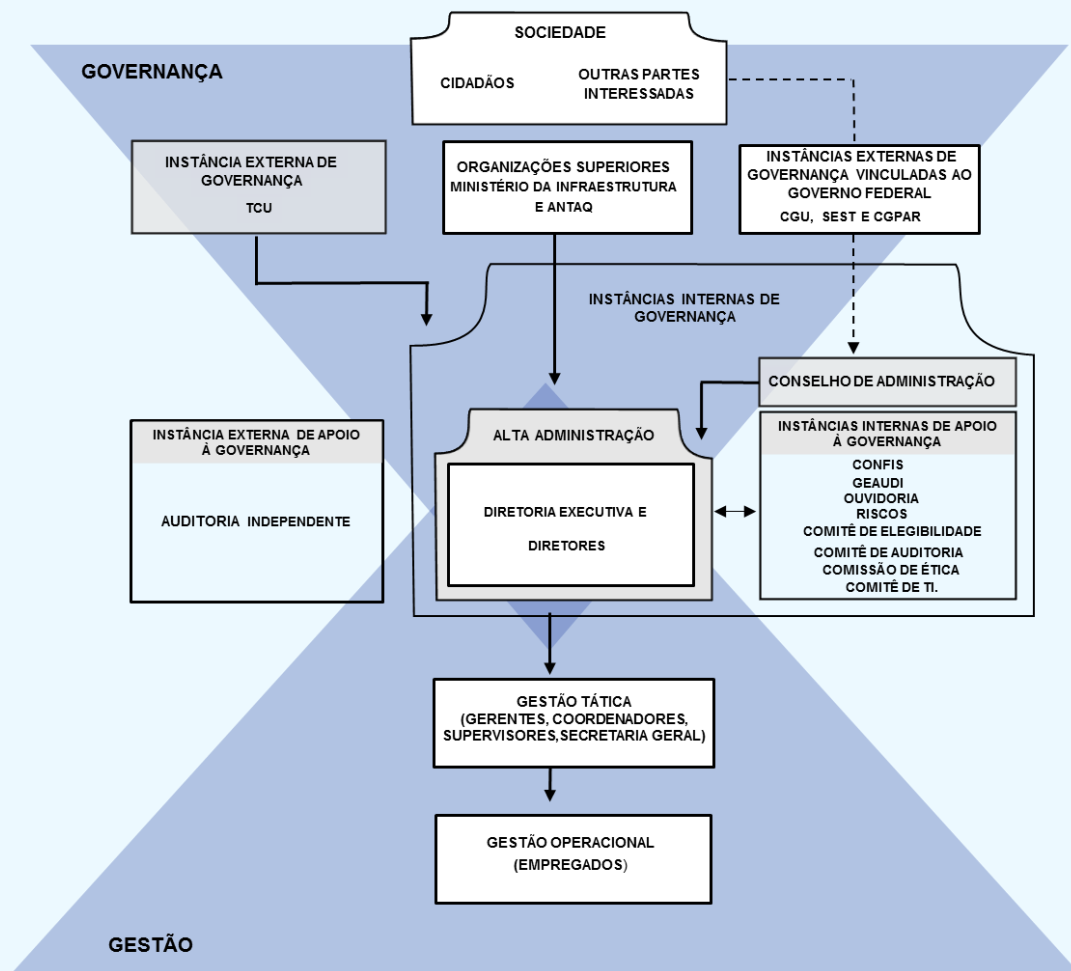 SOCIEDADE
GOVERNANÇA
CIDADÃOS
OUTRAS PARTES
INTERESSADAS
INSTÂNCIA EXTERNA DE
GOVERNANÇA
TCU
ORGANIZAÇÕES SUPERIORES
MINISTÉRIO DA INFRAESTRUTURA
E ANTAQ
INSTÂNCIAS EXTERNAS DE
GOVERNANÇA VINCULADAS AO
GOVERNO FEDERAL
CGU, SEST E CGPAR
INSTÂNCIAS INTERNAS DE
GOVERNANÇA
CONSELHO DE ADMINISTRAÇÃO
INSTÂNCIA EXTERNA DE APOIO
À GOVERNANÇA
AUDITORIA INDEPENDENTE
ALTA ADMINISTRAÇÃO
DIRETORIA EXECUTIVA E
DIRETORES
INSTÂNCIAS INTERNAS DE APOIO
À GOVERNANÇA
CONFIS
GEAUDI
OUVIDORIA
RISCOS
COMITÊ DE ELEGIBILIDADE
COMITÊ DE AUDITORIA
COMISSÃO DE ÉTICA
COMITÊ DE TI.
GESTÃO TÁTICA
(GERENTES, COORDENADORES,
SUPERVISORES,SECRETARIA GERAL)
GESTÃO OPERACIONAL
(EMPREGADOS)
GESTÃO